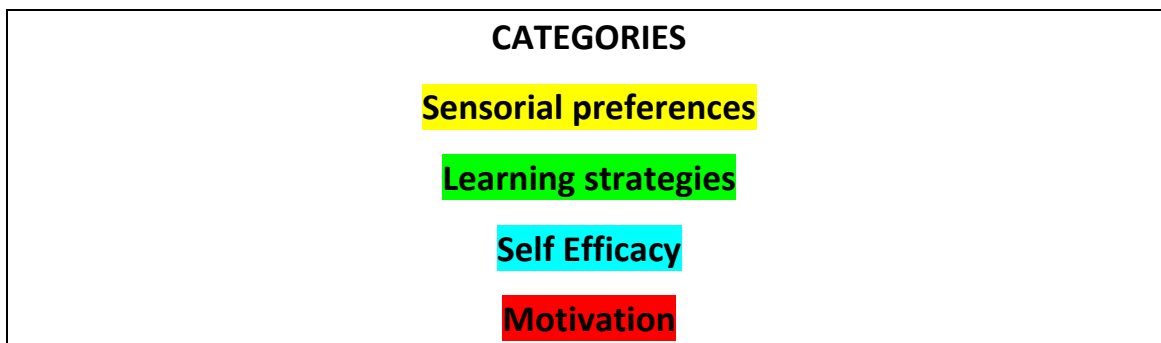 CATEGORIES
Sensorial preferences
Learning strategies
Self Efficacy
Motivation